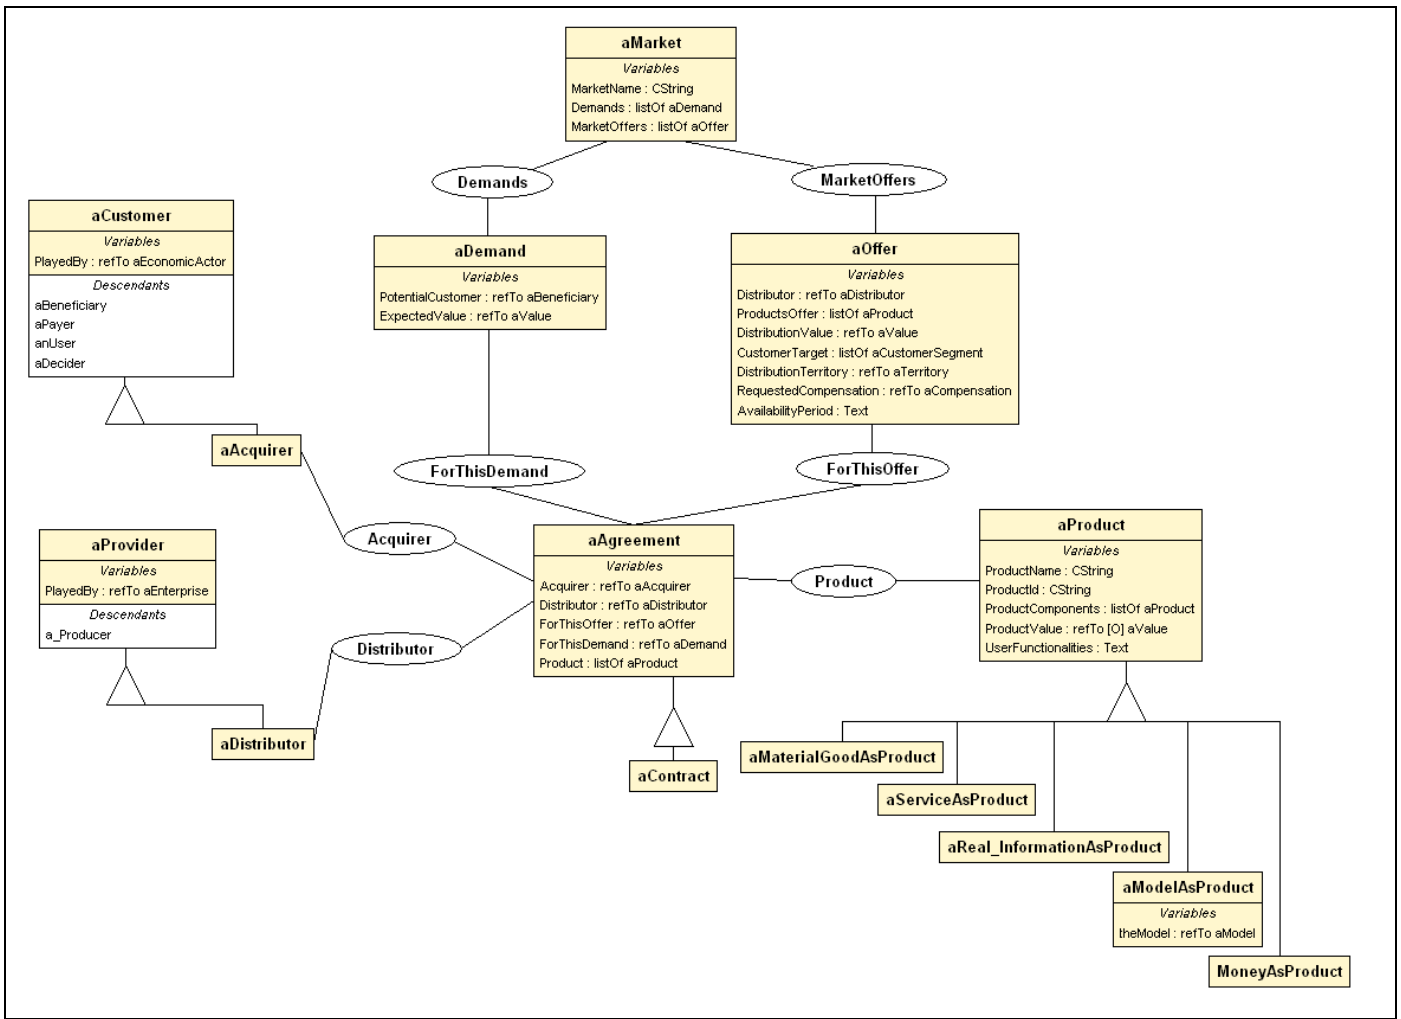 aMarket
Variables
MarketName : CString
Demands : listOf aDemand
MarketOffers : listOf aOffer
Demands
MarketOffers
aCustomer
Variables
PlayedBy : refTo aEconomicActor
Descendants
aBeneficiary
aPayer
anUser
aDecider
aDemand
Variables
PotentialCustomer : refTo aBeneficiary
ExpectedValue : refTo aValue
aOffer
Variables
Distributor : refTo aDistributor
ProductsOffer : listOf aProduct
DistributionValue : refTo aValue
CustomerTarget : listOf aCustomerSegment
DistributionTerritory : refTo aTerritory
RequestedCompensation : refTo aCompensation
AvailabilityPeriod : Text
aAcquirer
ForThisDemand
ForThisOffer
Acquirer
aProvider
Variables
PlayedBy : refTo aEnterprise
Descendants
a_Producer
Distributor
aDistributor
aAgreement
Variables
Acquirer : refTo aAcquirer
Distributor : refTo aDistributor
ForThisOffer : refTo aOffer
ForThisDemand : refTo aDemand
Product : listOf aProduct
Product
aProduct
Variables
ProductName : CString
ProductId : CString
ProductComponents : listOf aProduct
ProductValue : refTo [O] aValue
UserFunctionalities : Text
aContract
aMaterialGoodAsProduct
aServiceAsProduct
aReal_InformationAsProduct
aModelAsProduct
Variables
theModel : refTo aModel
MoneyAsProduct